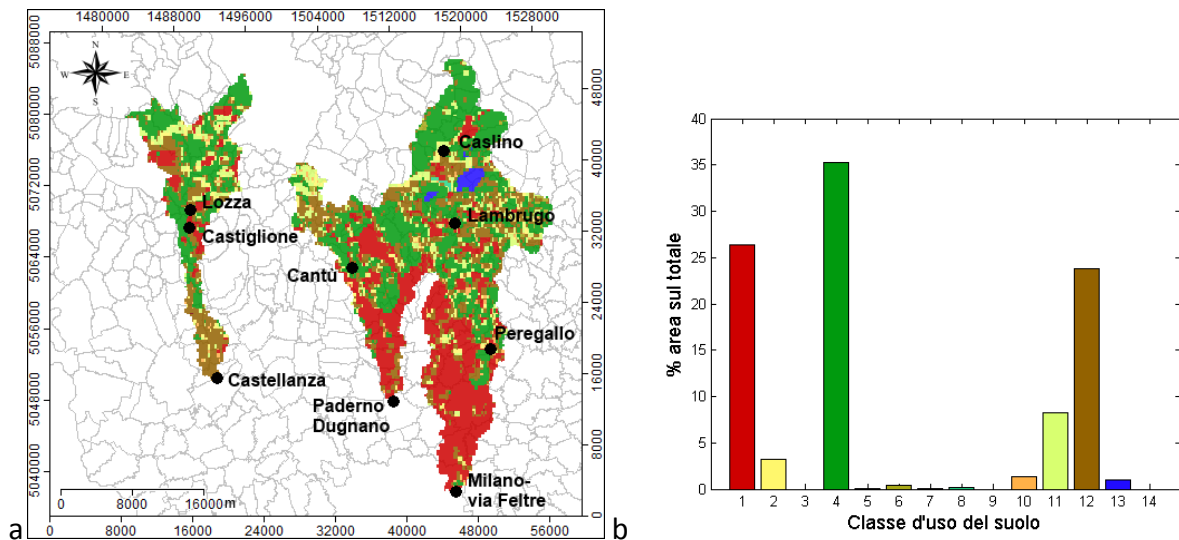 1480000 1488000 1496000 1504000 1512000 1520000 1528000
5088000
5080000
5072000
5064000
5056000
5048000
5040000
N
W E
S
48000
40000
32000
24000
16000
8000
0
Caslino
Lozza
Lambrugo
Castiglione
Cantù
Peregallo
Castellanza
Paderno
Dugnano
Milano-
via Feltre
0 16000 m
0 8000 16000 24000 32000 40000 48000 56000
a
% area sul totale
40
35
30
25
20
15
10
5
0
1 2 3 4 5 6 7 8 9 10 11 12 13 14
Classe d'uso del suolo
b